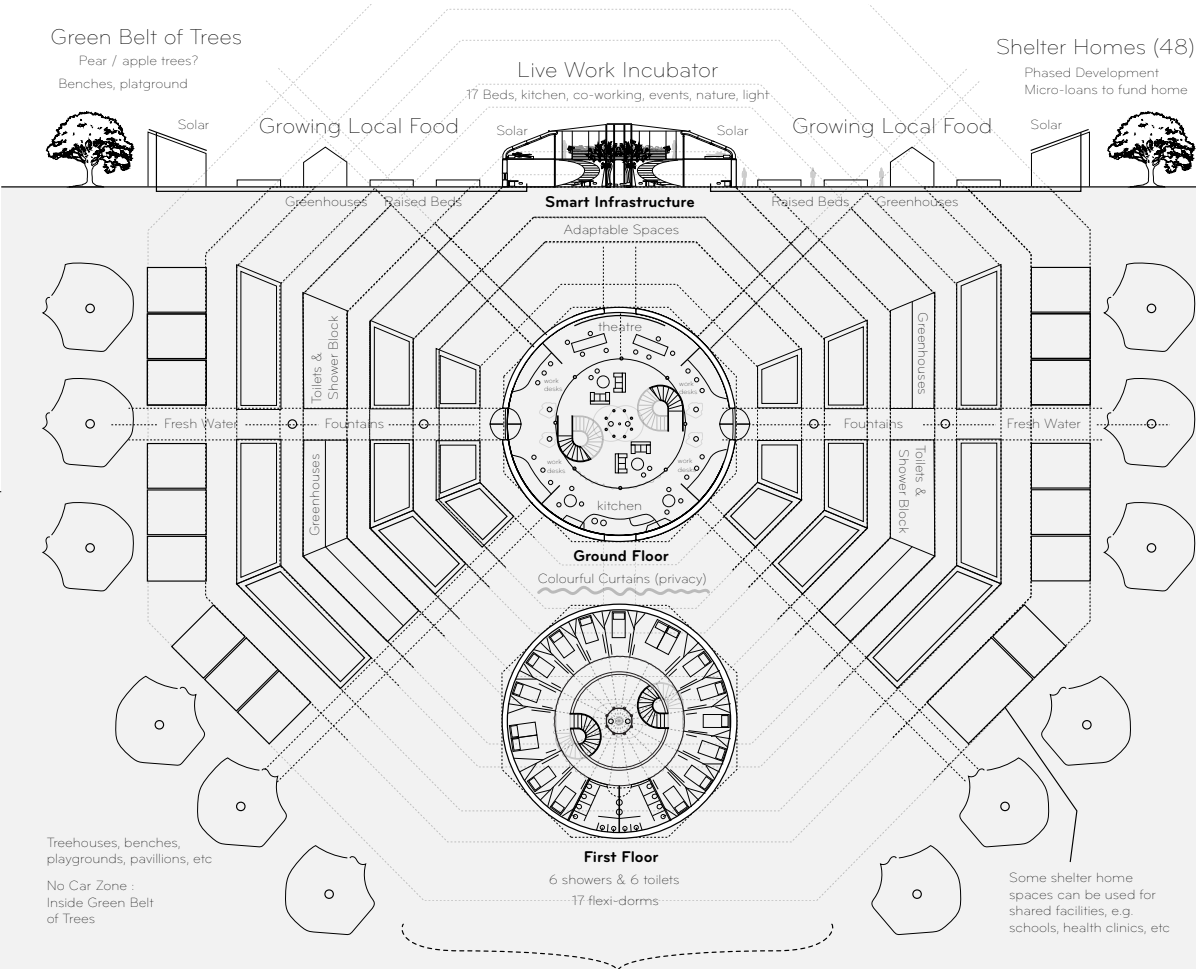 Green Belt of Trees
Pear / apple trees?
Benches, platground
Live Work Incubator
17 Beds, kitchen, co-working, events, nature, light
Shelter Homes (48)
Phased Development
Micro-loans to fund home
Solar
Growing Local Food
Solar
Solar
Growing Local Food
Solar
Greenhouses
Raised Beds
Smart Infrastructure
Raised Beds
Greenhouses
Adaptable Spaces
theatre
Toilets &
Shower Block
work
desks
work
desks
Greenhouses
Fresh Water
Fountains
Fountains
Fresh Water
Greenhouses
work
desks
work
desks
Toilets &
Shower Block
kitchen
Ground Floor
Colourful Curtains (privacy)
First Floor
6 showers & 6 toilets
17 flexi-dorms
Treehouses, benches,
playgrounds, pavillions, etc
No Car Zone :
Inside Green Belt
of Trees
Some shelter home
spaces can be used for
shared facilities, e.g.
schools, health clinics, etc